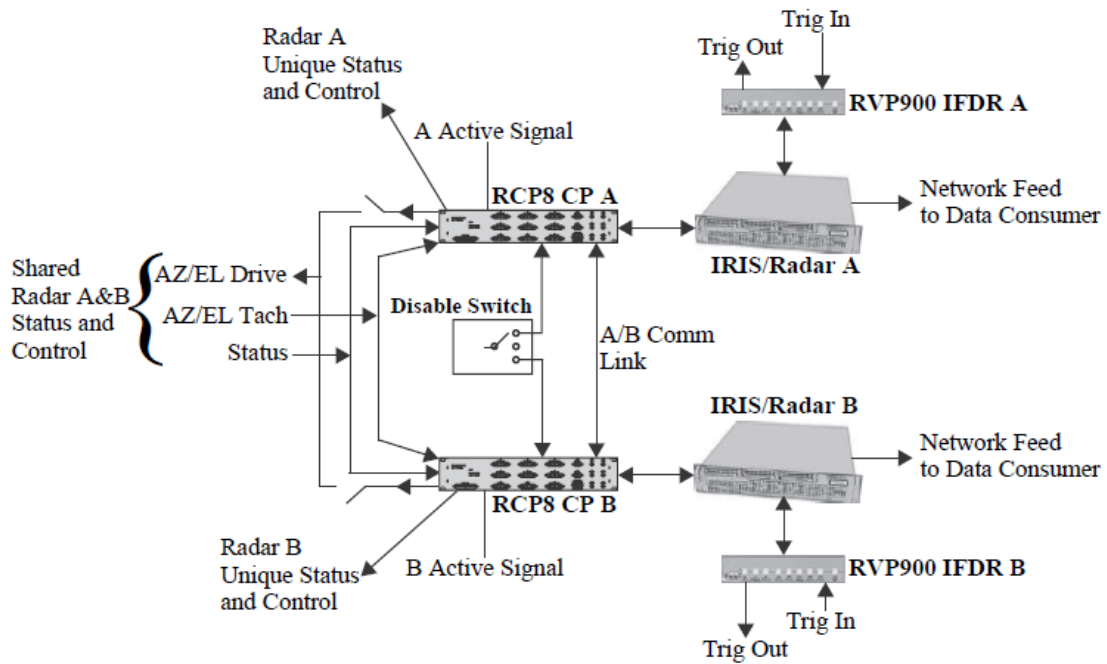 Trig In
Trig Out
Radar A
Unique Status
and Control
RVP900 IFDR A
A Active Signal
RCP8 CP A
Network Feed
to Data Consumer
IRIS/Radar A
Shared
Radar A&B
Status and
Control
AZ/EL Drive
AZ/EL Tach
Status
Disable Switch
A/B Comm
Link
IRIS/Radar B
Network Feed
to Data Consumer
RCP8 CP B
Radar B
Unique Status
and Control
B Active Signal
RVP900 IFDR B
Trig In
Trig Out